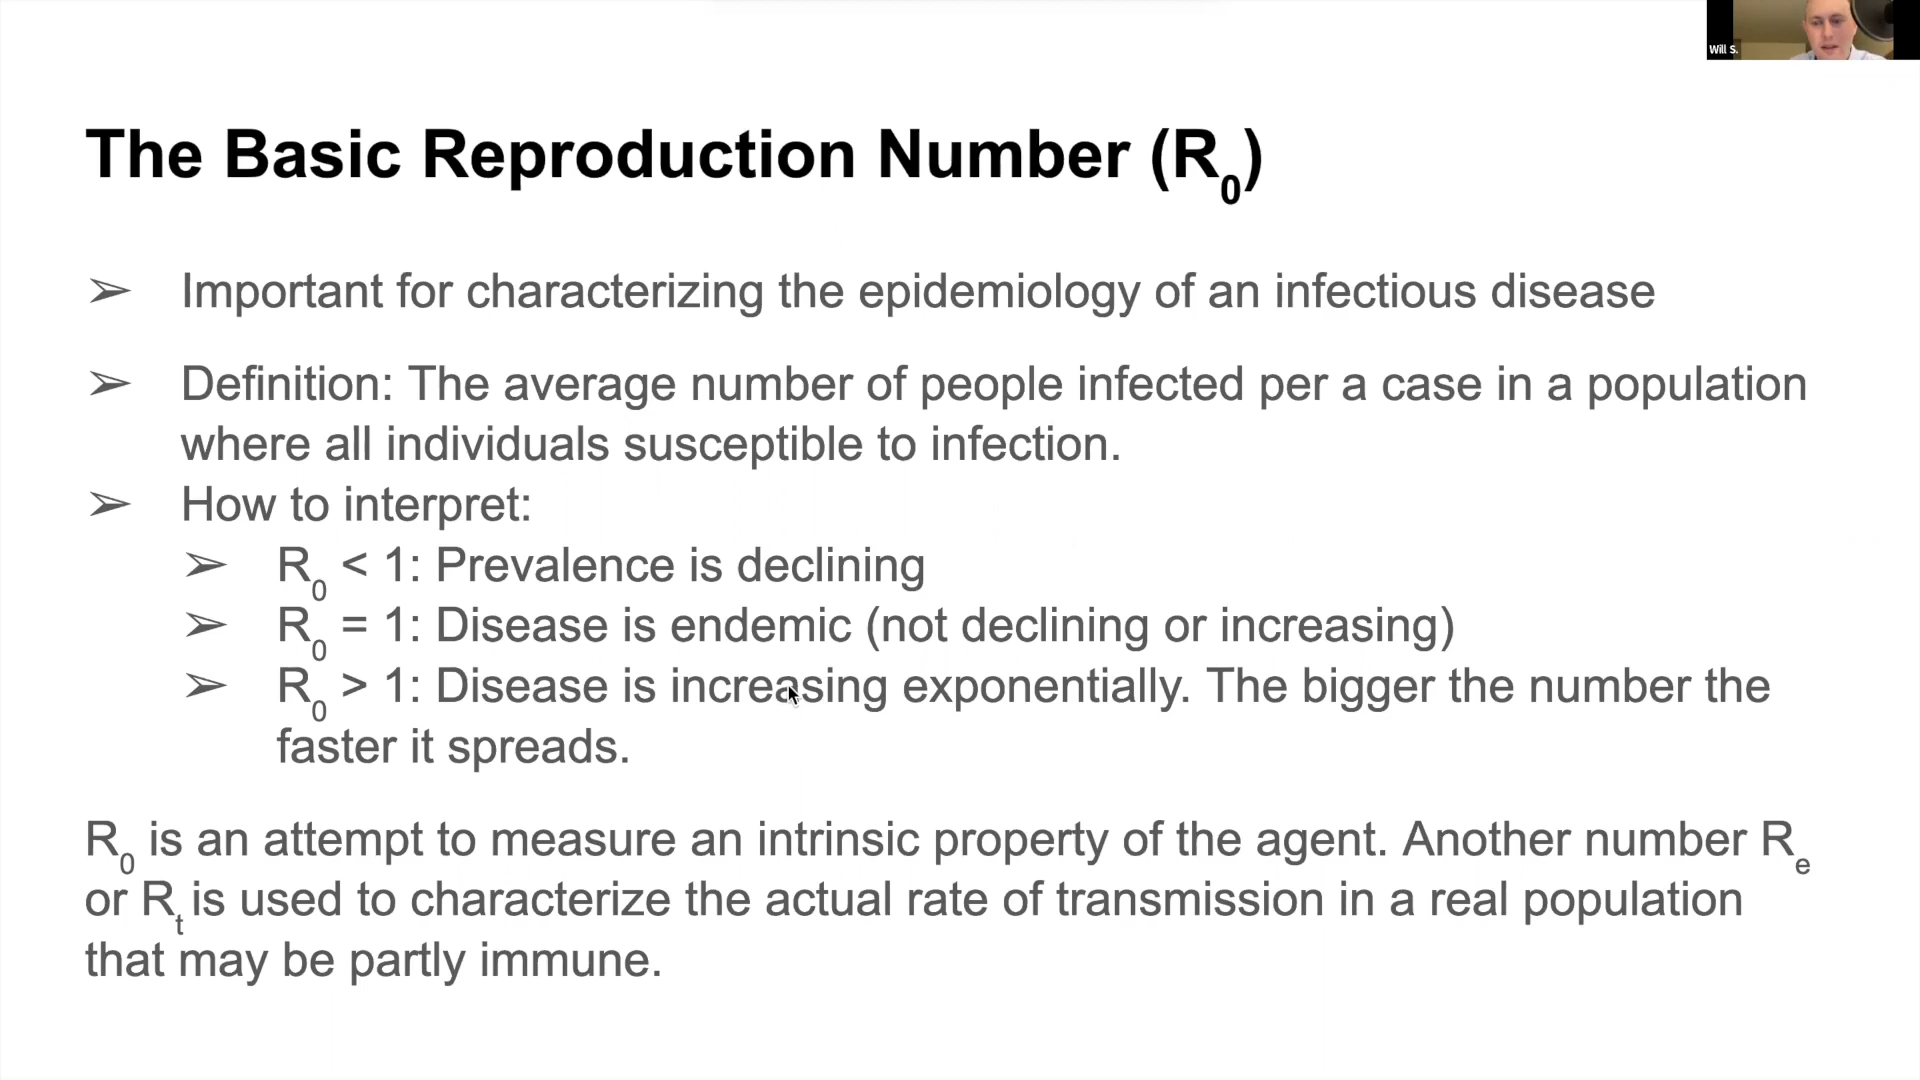 Will S.
The Basic Reproduction Number (R0)
➢ Important for characterizing the epidemiology of an infectious disease
➢ Definition: The average number of people infected per a case in a population
where all individuals susceptible to infection.
➢ How to interpret:
➢ R0 < 1: Prevalence is declining
➢ R0 = 1: Disease is endemic (not declining or increasing)
➢ R0 > 1: Disease is increasing exponentially. The bigger the number the
faster it spreads.
R0 is an attempt to measure an intrinsic property of the agent. Another number Re
or Rt is used to characterize the actual rate of transmission in a real population
that may be partly immune.